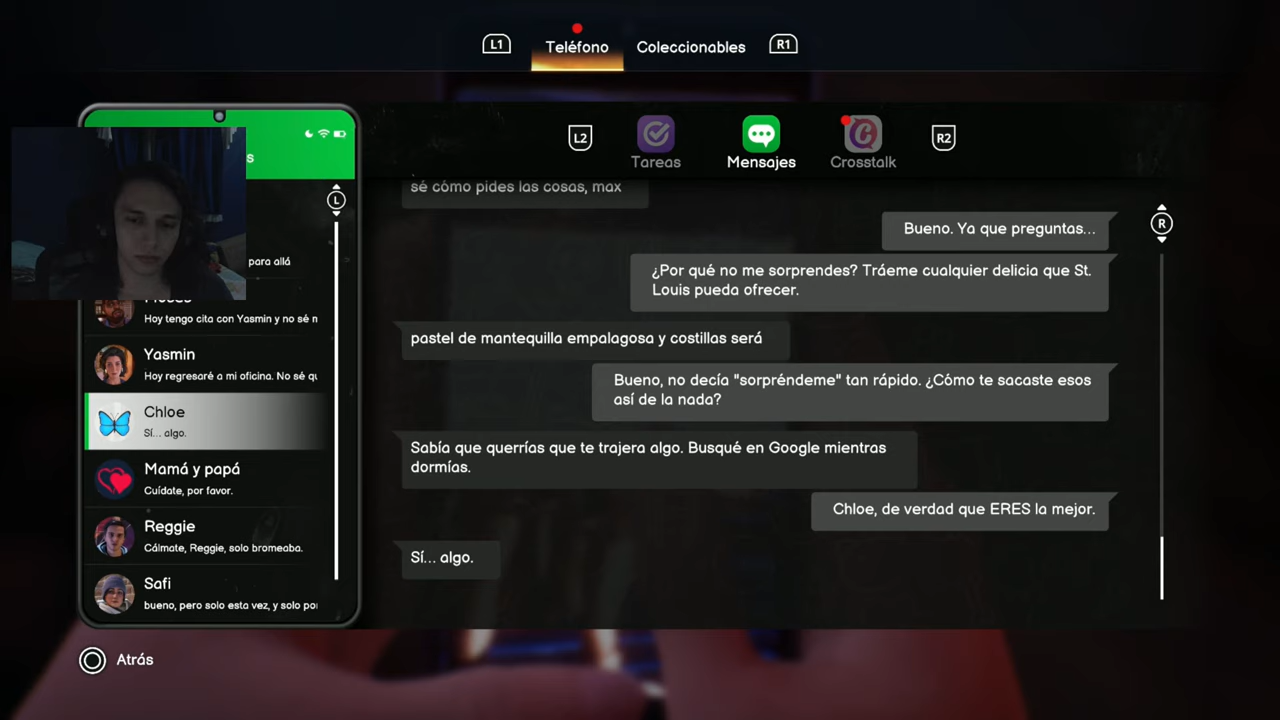 L1
Teléfono
Coleccionables
R1
L2
Tareas
Mensajes
Crosstalk
R2
L
para allá
Hoy tengo cita con Yasmin y no sé
Yasmin
Hoy regresaré a mi oficina. No sé
Chloe
Sí... algo.
Mamá y papá
Cuídate, por favor.
Reggie
Cálmate, Reggie, solo bromeaba.
Safi
bueno, pero solo esta vez, y solo
sé cómo pides las cosas, max
Bueno. Ya que preguntas...
¿Por qué no me sorprendes? Tráeme cualquier delicia que St.
Louis pueda ofrecer.
pastel de mantequilla empalagosa y costillas será
Bueno, no decía "sorpréndeme" tan rápido. ¿Cómo te sacaste esos
así de la nada?
Sabía que querrías que te trajera algo. Busqué en Google mientras
dormías.
Chloe, de verdad que ERES la mejor.
Sí... algo.
R
Atrás